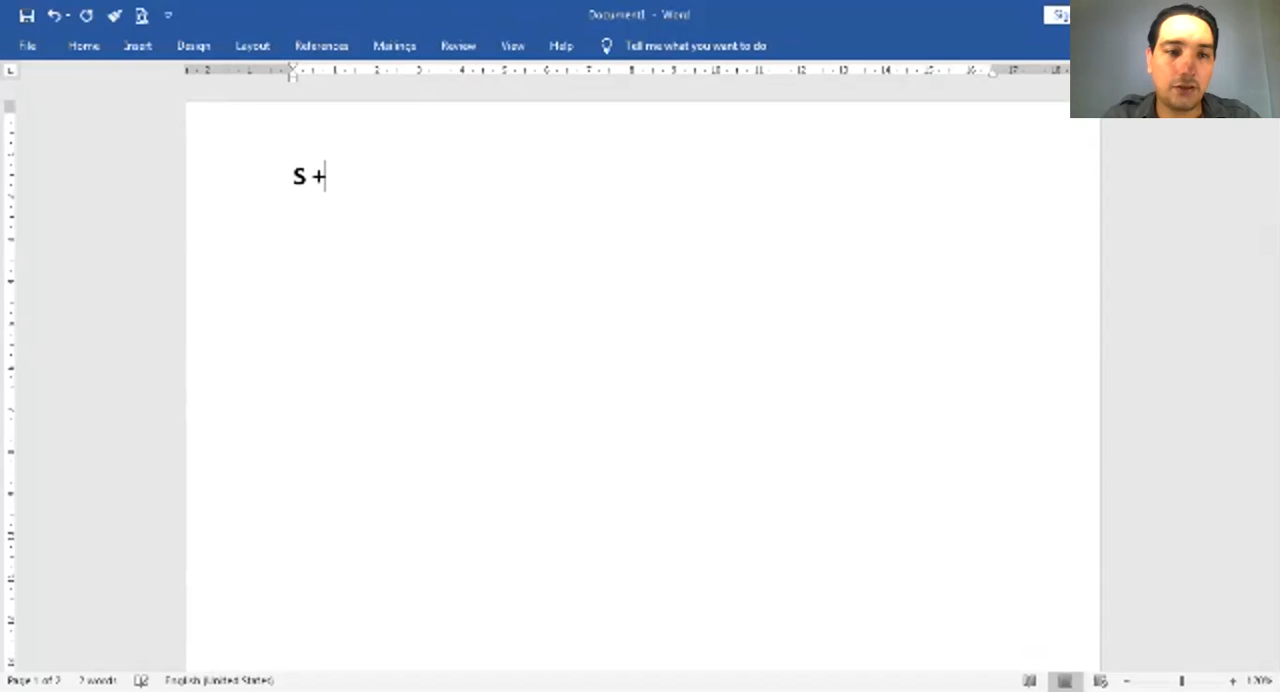 Document1 - Word
File Home Insert Design Layout References Mailings Review View Help Tell me what you want to do
S +
Page 1 of 2 2 words English (United States) 120%